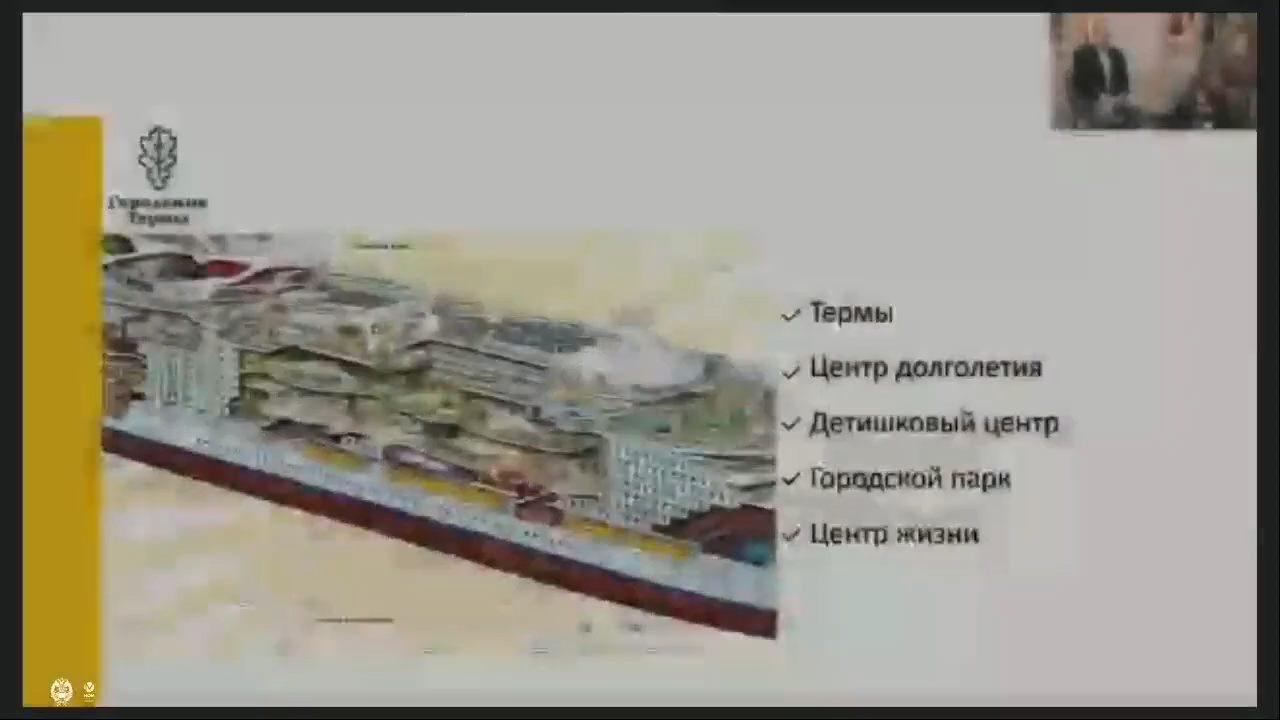 Городские
Термы
Термы
Центр долголетия
Детишковый центр
Городской парк
Центр жизни